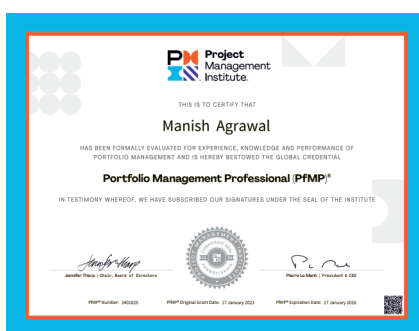 Project
Management
Institute.
THIS IS TO CERTIFY THAT
Manish Agrawal
HAS BEEN FORMALLY EVALUATED FOR EXPERIENCE, KNOWLEDGE AND PERFORMANCE OF
PORTFOLIO MANAGEMENT AND IS HEREBY BESTOWED THE GLOBAL CREDENTIAL
Portfolio Management Professional (PfMP)®
IN TESTIMONY WHEREOF, WE HAVE SUBSCRIBED OUR SIGNATURES UNDER THE SEAL OF THE INSTITUTE
Jennifer Tharp | Chair, Board of Directors
Pierre Le Manh | President & CEO
PfMP® Number: 3401025
PfMP® Original Grant Date: 17 January 2023
PfMP® Expiration Date: 17 January 2026